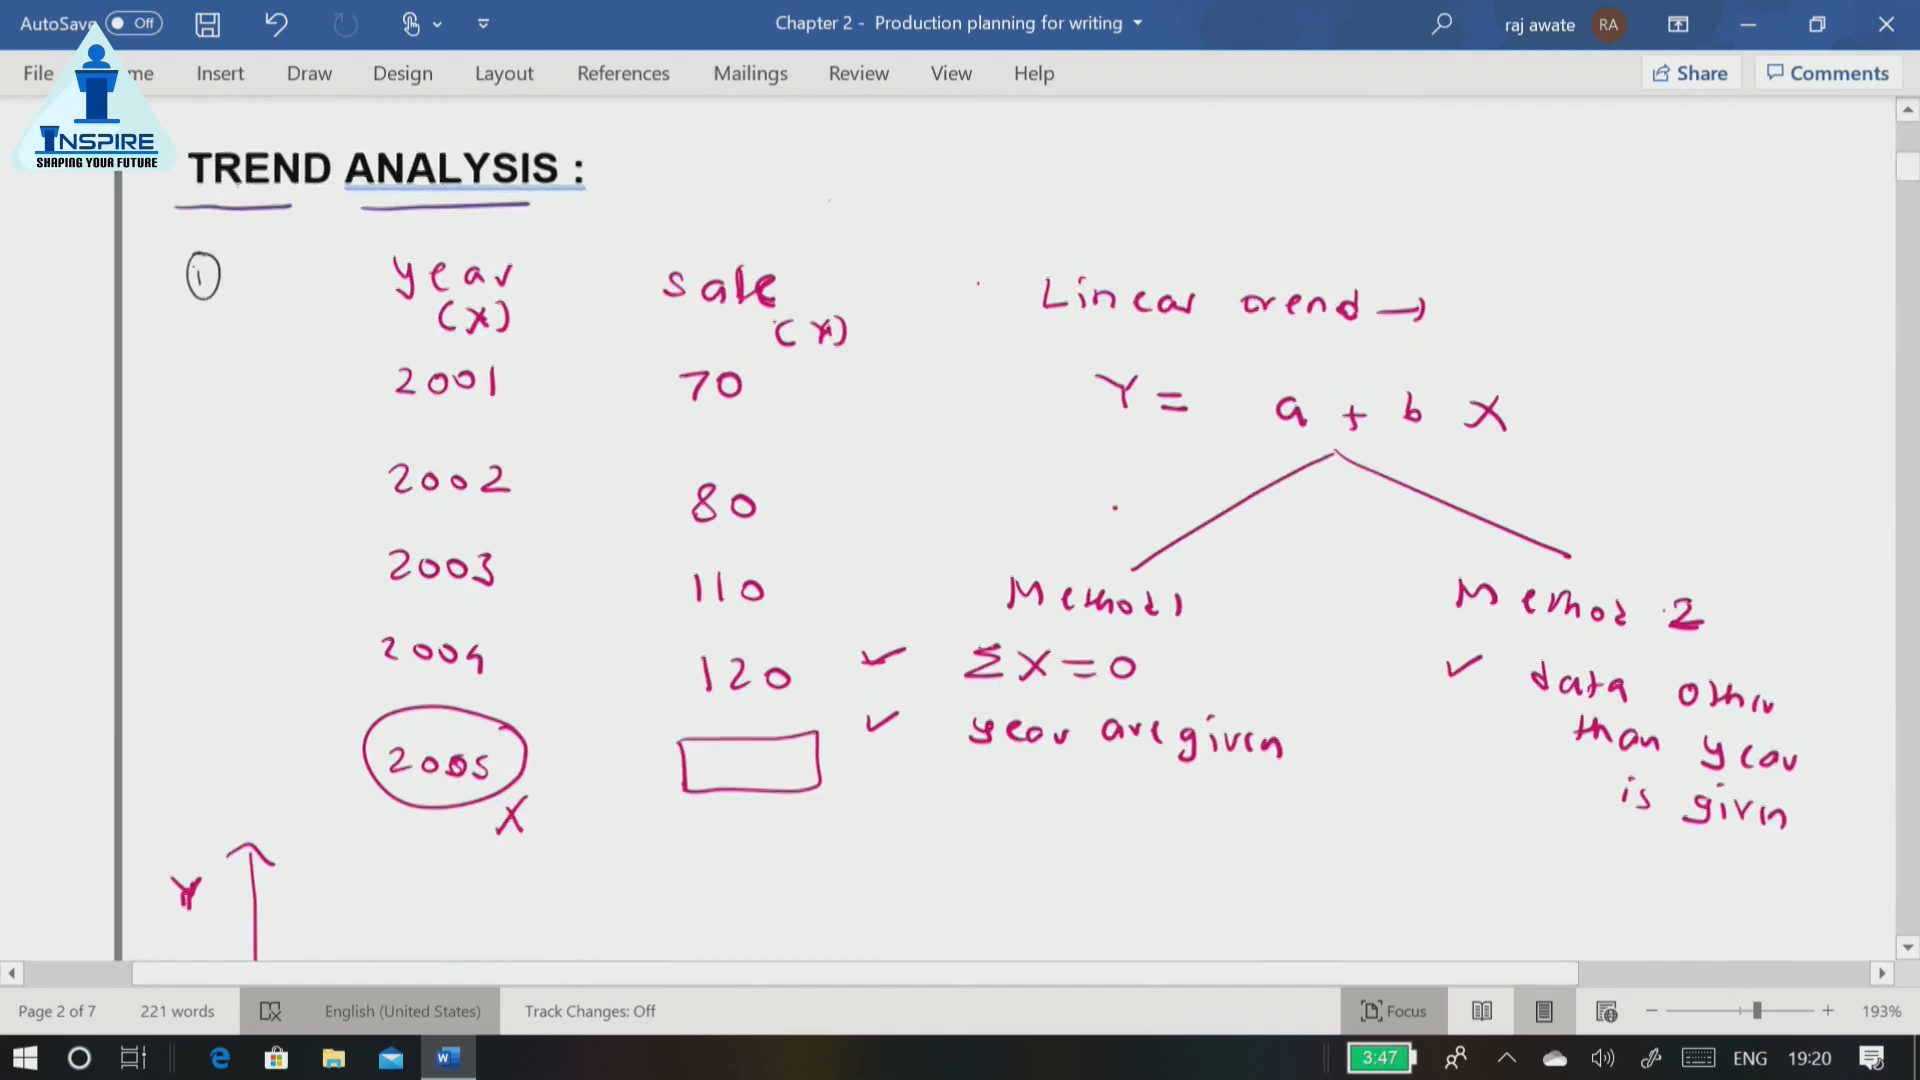 AutoSave Off
Chapter 2 - Production planning for writing
raj awate RA
File Insert Draw Design Layout References Mailings Review View Help
Share Comments
INSPIRE
SHAPING YOUR FUTURE
TREND ANALYSIS :
1 year sale
(X) (Y)
Linear trend →
2001 70
Y = a + b X
2002 80
2003 110
Method 1 Method 2
2004 120
✓ ΣX = 0 ✓ data other
2005 ✓ year are given than year
X is given
Y
Page 2 of 7 221 words English (United States) Track Changes: Off Focus 193%
3:47 ENG 19:20